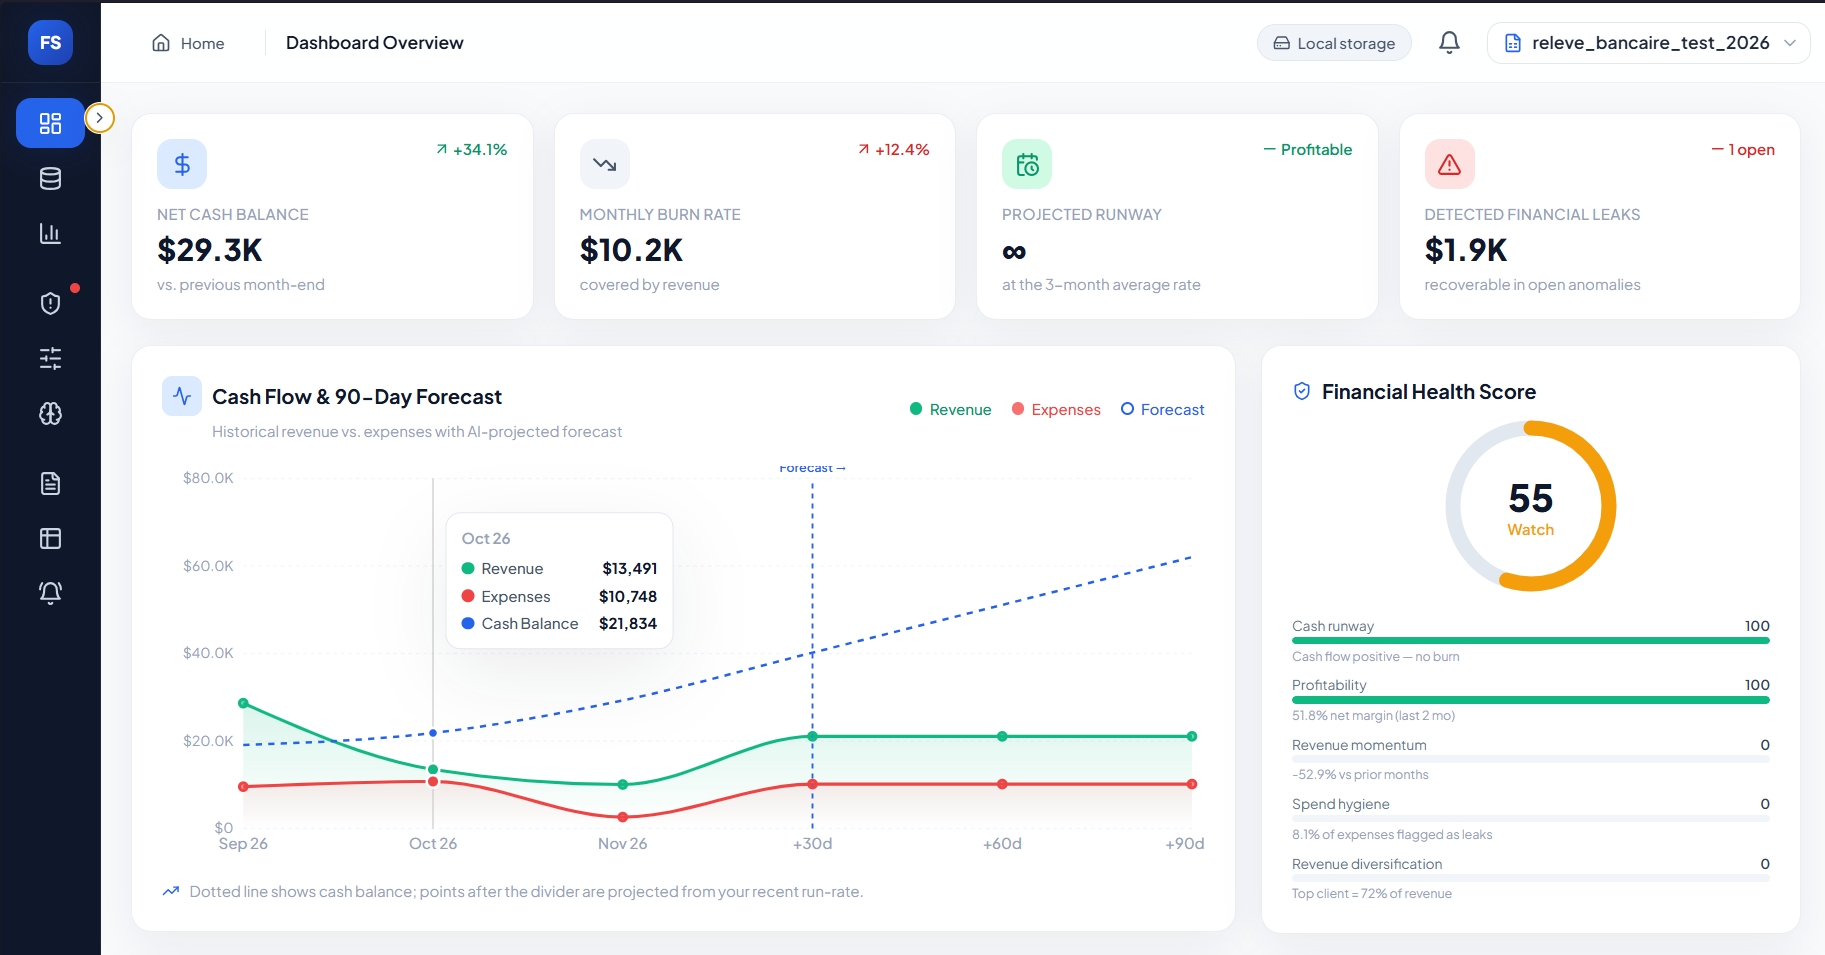 FS
Home
Dashboard Overview
Local storage
releve_bancaire_test_2026
+34.1%
NET CASH BALANCE
$29.3K
vs. previous month-end
+12.4%
MONTHLY BURN RATE
$10.2K
covered by revenue
Profitable
PROJECTED RUNWAY
∞
at the 3-month average rate
1 open
DETECTED FINANCIAL LEAKS
$1.9K
recoverable in open anomalies
Cash Flow & 90-Day Forecast
Historical revenue vs. expenses with AI-projected forecast
Revenue
Expenses
Forecast
Forecast →
$80.0K
$60.0K
$40.0K
$20.0K
$0
Oct 26
Revenue $13,491
Expenses $10,748
Cash Balance $21,834
Sep 26
Oct 26
Nov 26
+30d
+60d
+90d
Dotted line shows cash balance; points after the divider are projected from your recent run-rate.
Financial Health Score
55
Watch
Cash runway 100
Cash flow positive — no burn
Profitability 100
51.8% net margin (last 2 mo)
Revenue momentum 0
-52.9% vs prior months
Spend hygiene 0
8.1% of expenses flagged as leaks
Revenue diversification 0
Top client = 72% of revenue